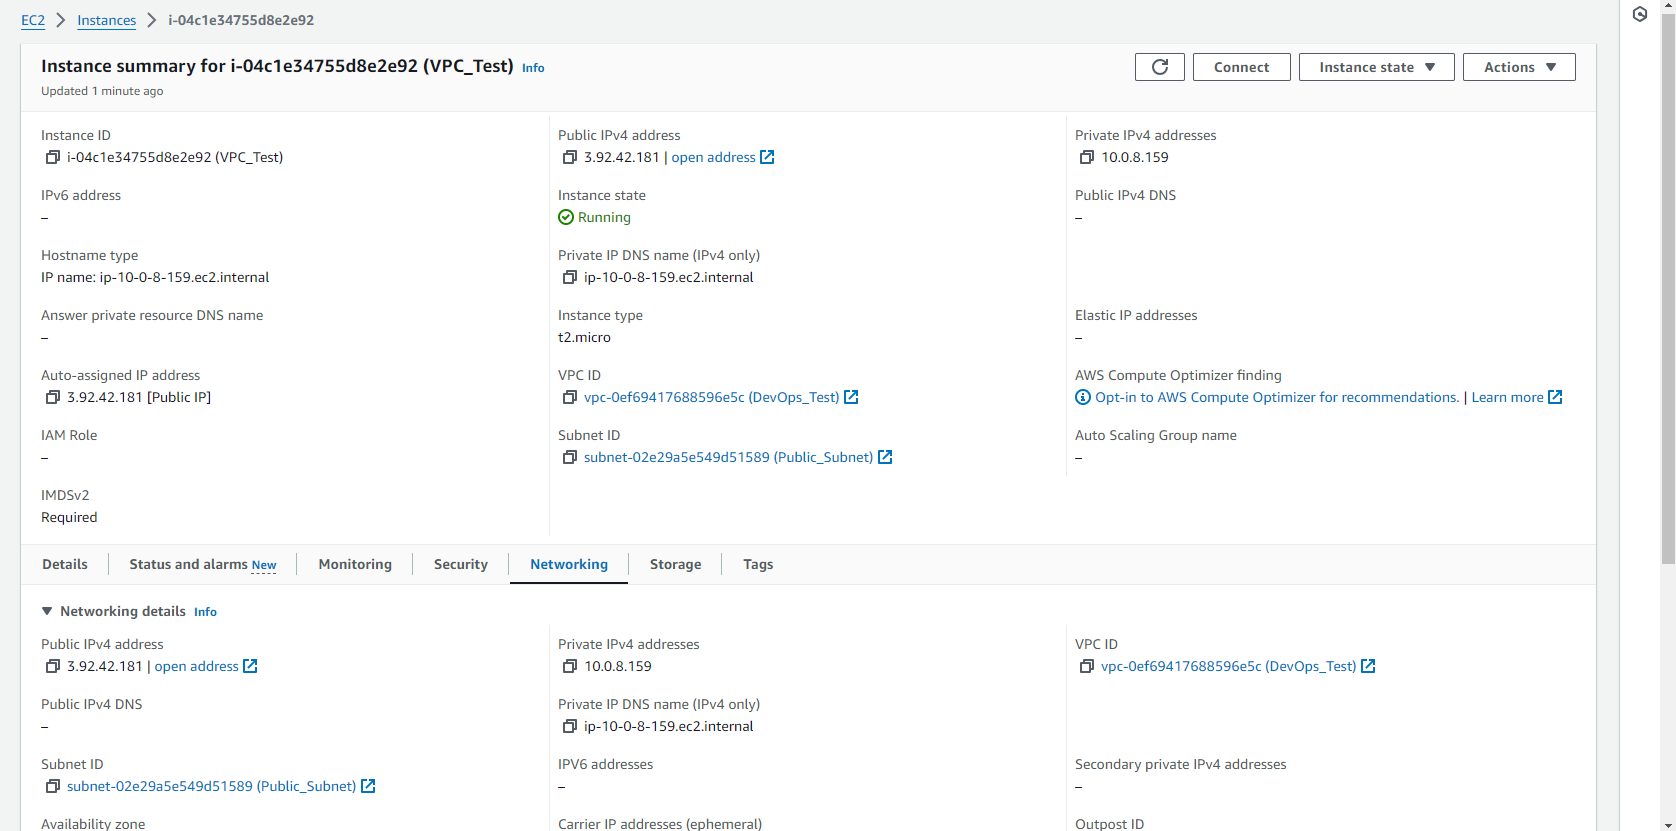 EC2 > Instances > i-04c1e34755d8e2e92
Instance summary for i-04c1e34755d8e2e92 (VPC_Test) Info
Updated 1 minute ago
Connect
Instance state
Actions
Instance ID
i-04c1e34755d8e2e92 (VPC_Test)
Public IPv4 address
3.92.42.181 | open address
Private IPv4 addresses
10.0.8.159
IPv6 address
–
Instance state
Running
Public IPv4 DNS
–
Hostname type
IP name: ip-10-0-8-159.ec2.internal
Private IP DNS name (IPv4 only)
ip-10-0-8-159.ec2.internal
Answer private resource DNS name
–
Instance type
t2.micro
Elastic IP addresses
–
Auto-assigned IP address
3.92.42.181 [Public IP]
VPC ID
vpc-0ef69417688596e5c (DevOps_Test)
AWS Compute Optimizer finding
Opt-in to AWS Compute Optimizer for recommendations. | Learn more
IAM Role
–
Subnet ID
subnet-02e29a5e549d51589 (Public_Subnet)
Auto Scaling Group name
–
IMDSv2
Required
Details
Status and alarms New
Monitoring
Security
Networking
Storage
Tags
Networking details Info
Public IPv4 address
3.92.42.181 | open address
Private IPv4 addresses
10.0.8.159
VPC ID
vpc-0ef69417688596e5c (DevOps_Test)
Public IPv4 DNS
–
Private IP DNS name (IPv4 only)
ip-10-0-8-159.ec2.internal
Subnet ID
subnet-02e29a5e549d51589 (Public_Subnet)
IPV6 addresses
–
Secondary private IPv4 addresses
–
Availability zone
Carrier IP addresses (ephemeral)
Outpost ID